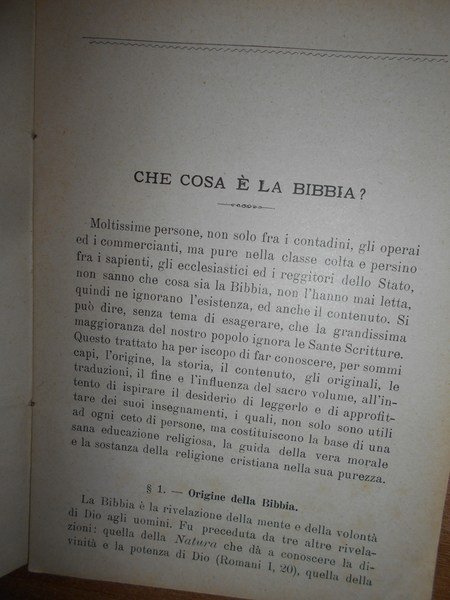 CHE COSA È LA BIBBIA?
Moltissime persone, non solo fra i contadini, gli operai
ed i commercianti, ma pure nella classe colta e persino
fra i sapienti, gli ecclesiastici ed i reggitori dello Stato,
non sanno che cosa sia la Bibbia, non l'hanno mai letta,
quindi ne ignorano l'esistenza, ed anche il contenuto. Si
può dire, senza tema di esagerare, che la grandissima
maggioranza del nostro popolo ignora le Sante Scritture.
Questo trattato ha per iscopo di far conoscere, per sommi
capi, l'origine, la storia, il contenuto, gli originali, le
traduzioni, il fine e l'influenza del sacro volume, all'in-
tento di ispirare il desiderio di leggerlo e di approfit-
tare dei suoi insegnamenti, i quali, non solo sono utili
ad ogni ceto di persone, ma costituiscono la base di una
sana educazione religiosa, la guida della vera morale
e la sostanza della religione cristiana nella sua purezza.
§ 1. — Origine della Bibbia.
La Bibbia è la rivelazione della mente e della volontà
di Dio agli uomini. Fu preceduta da tre altre rivela-
zioni: quella della Natura che dà a conoscere la di-
vinità e la potenza di Dio (Romani I, 20), quella della